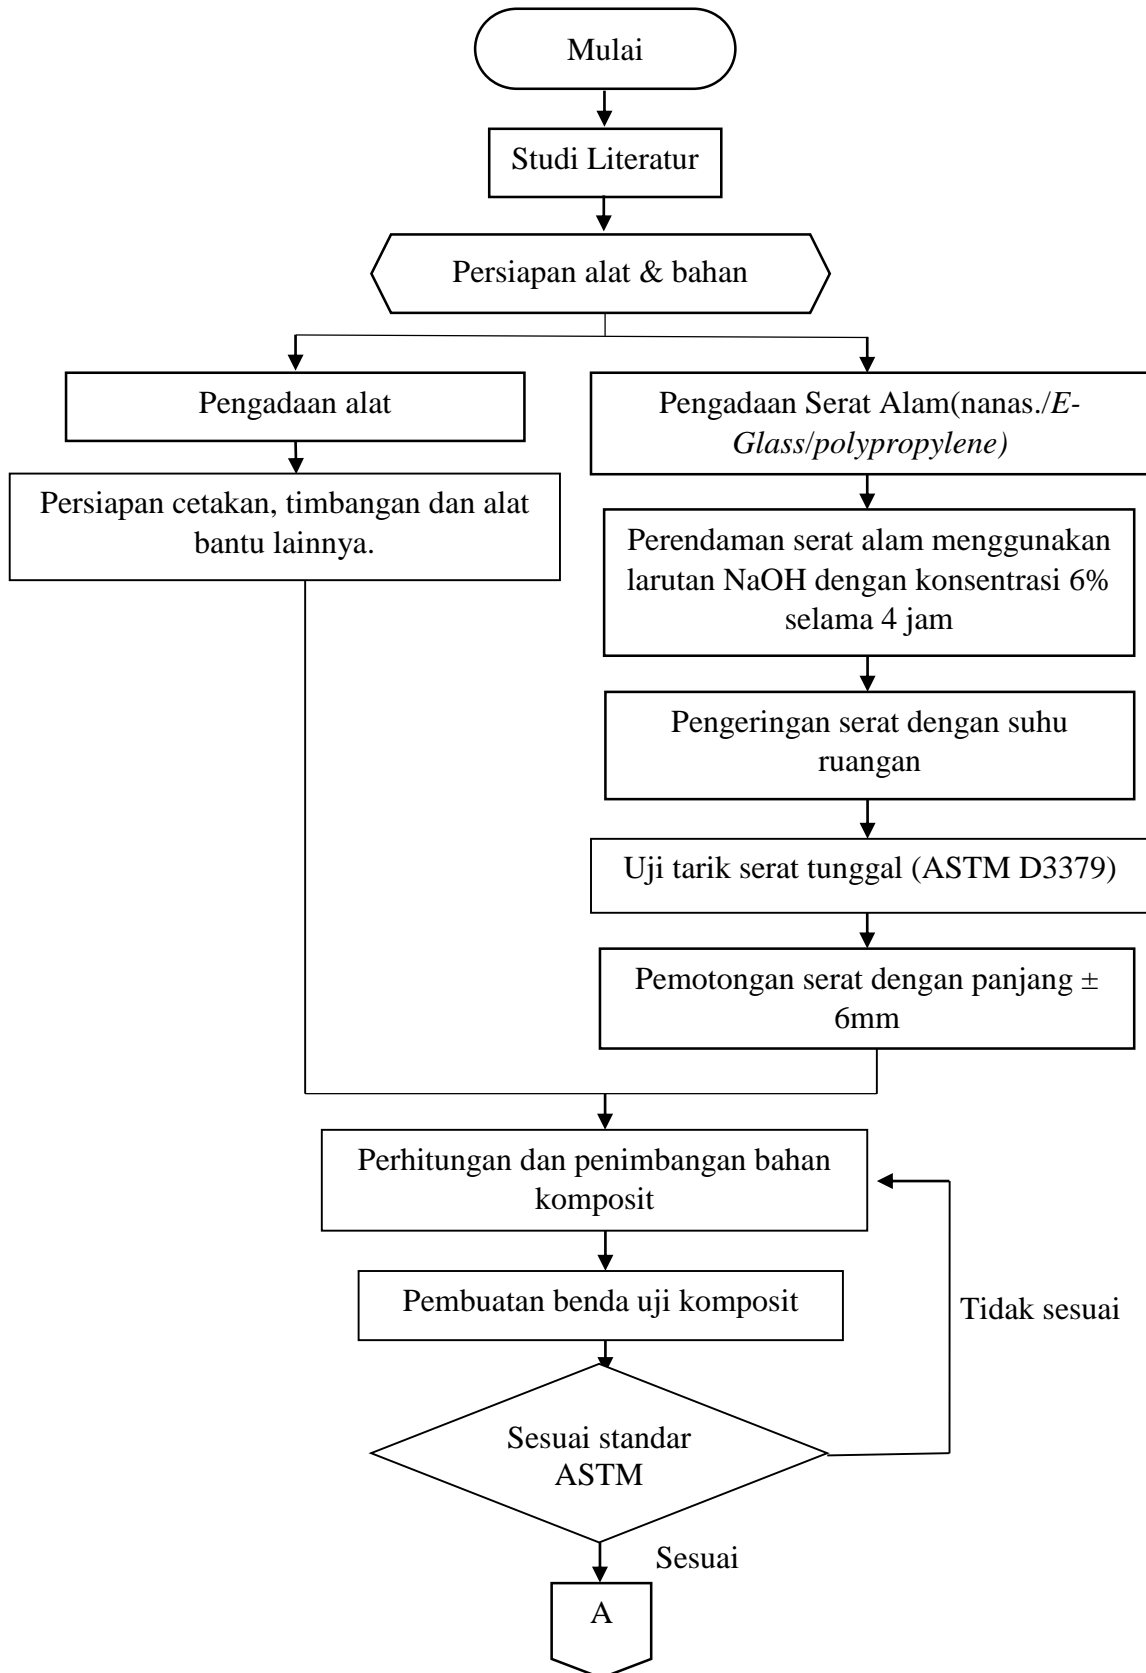 Mulai
Studi Literatur
Persiapan alat & bahan
Pengadaan alat
Pengadaan Serat Alam(nanas./E-
Glass/polypropylene)
Persiapan cetakan, timbangan dan alat
bantu lainnya.
Perendaman serat alam menggunakan
larutan NaOH dengan konsentrasi 6%
selama 4 jam
Pengeringan serat dengan suhu
ruangan
Uji tarik serat tunggal (ASTM D3379)
Pemotongan serat dengan panjang ±
6mm
Perhitungan dan penimbangan bahan
komposit
Pembuatan benda uji komposit
Tidak sesuai
Sesuai standar
ASTM
Sesuai
A